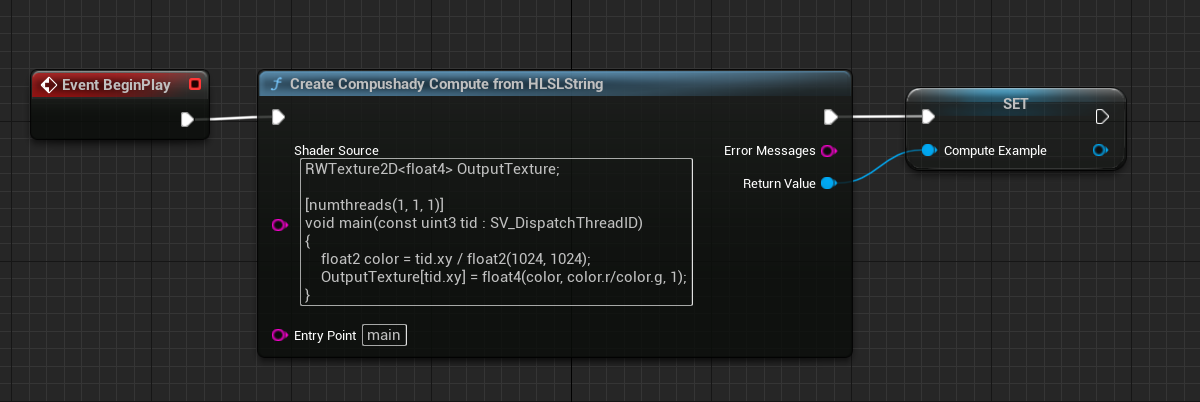 Event BeginPlay
f Create Compushady Compute from HLSLString
Shader Source
RWTexture2D<float4> OutputTexture;
[numthreads(1, 1, 1)]
void main(const uint3 tid : SV_DispatchThreadID)
{
float2 color = tid.xy / float2(1024, 1024);
OutputTexture[tid.xy] = float4(color, color.r/color.g, 1);
}
Entry Point main
Error Messages
Return Value
SET
Compute Example